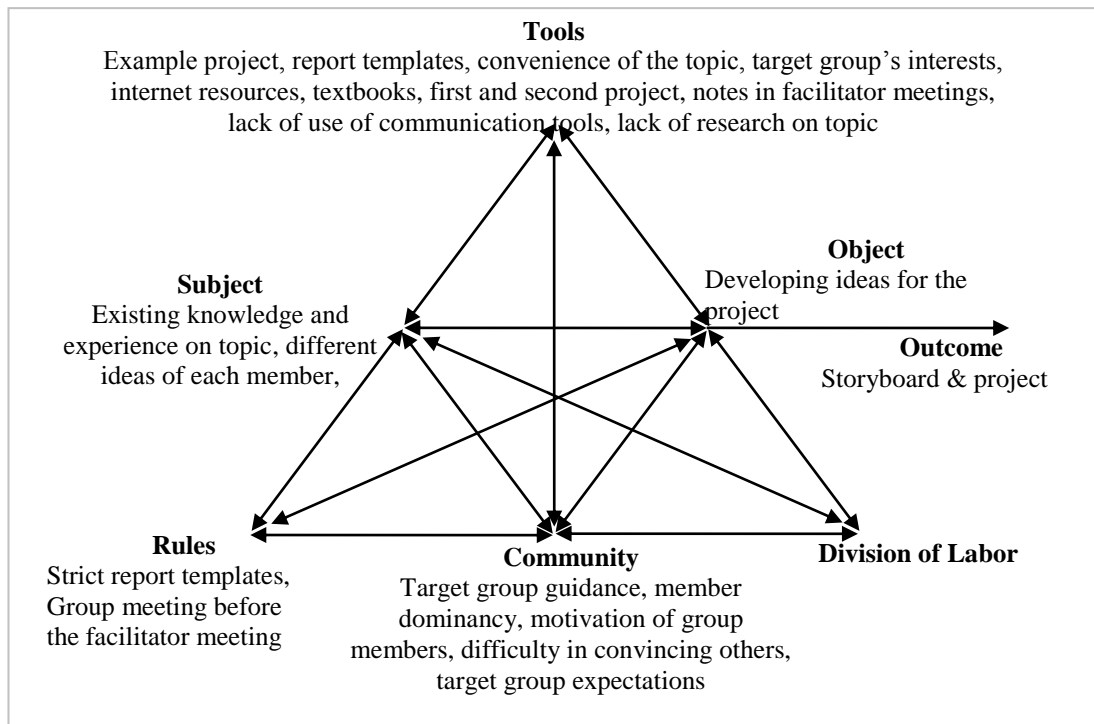 Tools
Example project, report templates, convenience of the topic, target group’s interests,
internet resources, textbooks, first and second project, notes in facilitator meetings,
lack of use of communication tools, lack of research on topic
Object
Developing ideas for the
project
Subject
Existing knowledge and
experience on topic, different
ideas of each member,
Outcome
Storyboard & project
Rules
Strict report templates,
Group meeting before
the facilitator meeting
Community
Target group guidance, member
dominancy, motivation of group
members, difficulty in convincing others,
target group expectations
Division of Labor